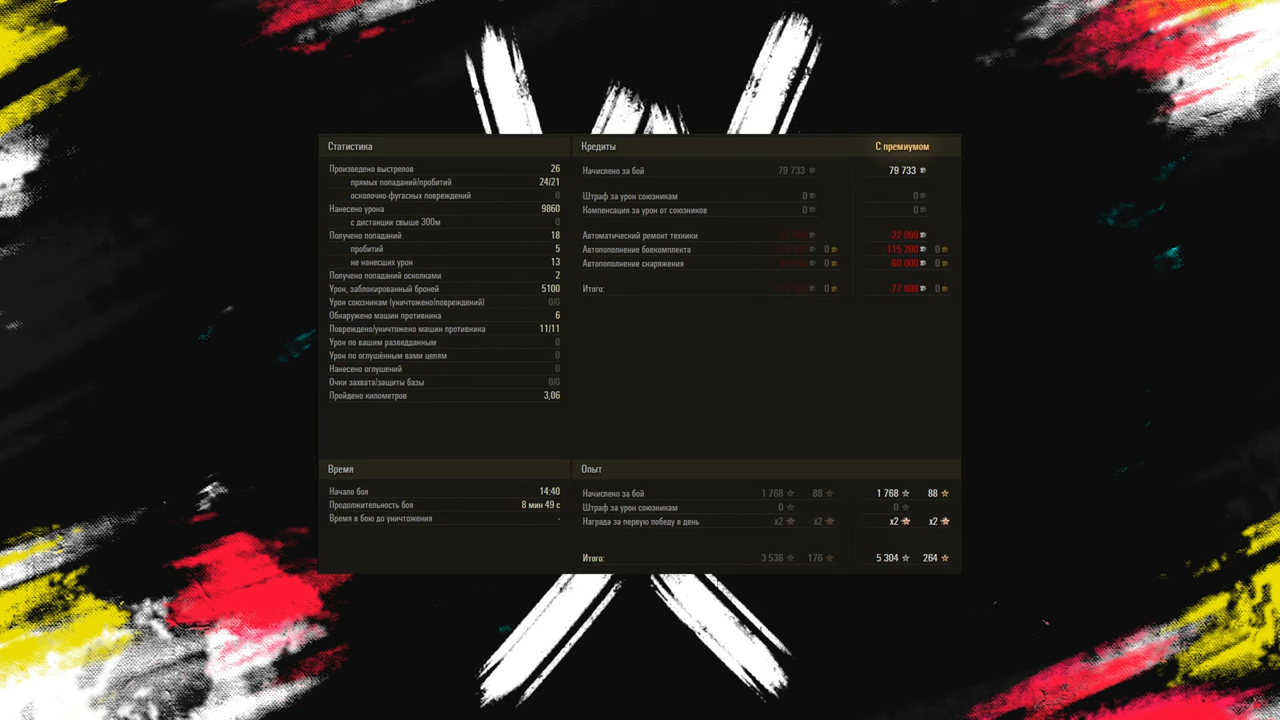 Статистика
Произведено выстрелов 26
прямых попаданий/пробитий 24/21
осколочно-фугасных повреждений 0
Нанесено урона 9860
с дистанции свыше 300м 0
Получено попаданий 18
пробитий 5
не нанесших урон 13
Получено попаданий осколками 2
Урон, заблокированный броней 5100
Урон союзникам (уничтожено/повреждений) 0/0
Обнаружено машин противника 6
Повреждено/уничтожено машин противника 11/11
Урон по вашим разведданным 0
Урон по оглушённым вами целям 0
Нанесено оглушений 0
Очки захвата/защиты базы 0/0
Пройдено километров 3,06
Кредиты С премиумом
Начислено за бой 79 733 79 733
Штраф за урон союзникам 0 0
Компенсация за урон от союзников 0 0
Автоматический ремонт техники -22 099
Автопополнение боекомплекта 0 -115 200 0
Автопополнение снаряжения 0 0
Итого: 0 0
Время
Начало боя 14:40
Продолжительность боя 8 мин 49 с
Время в бою до уничтожения -
Опыт
Начислено за бой 1 768 88 1 768 88
Штраф за урон союзникам 0 0
Награда за первую победу в день x2 x2 x2 x2
Итого: 3 536 176 5 304 264